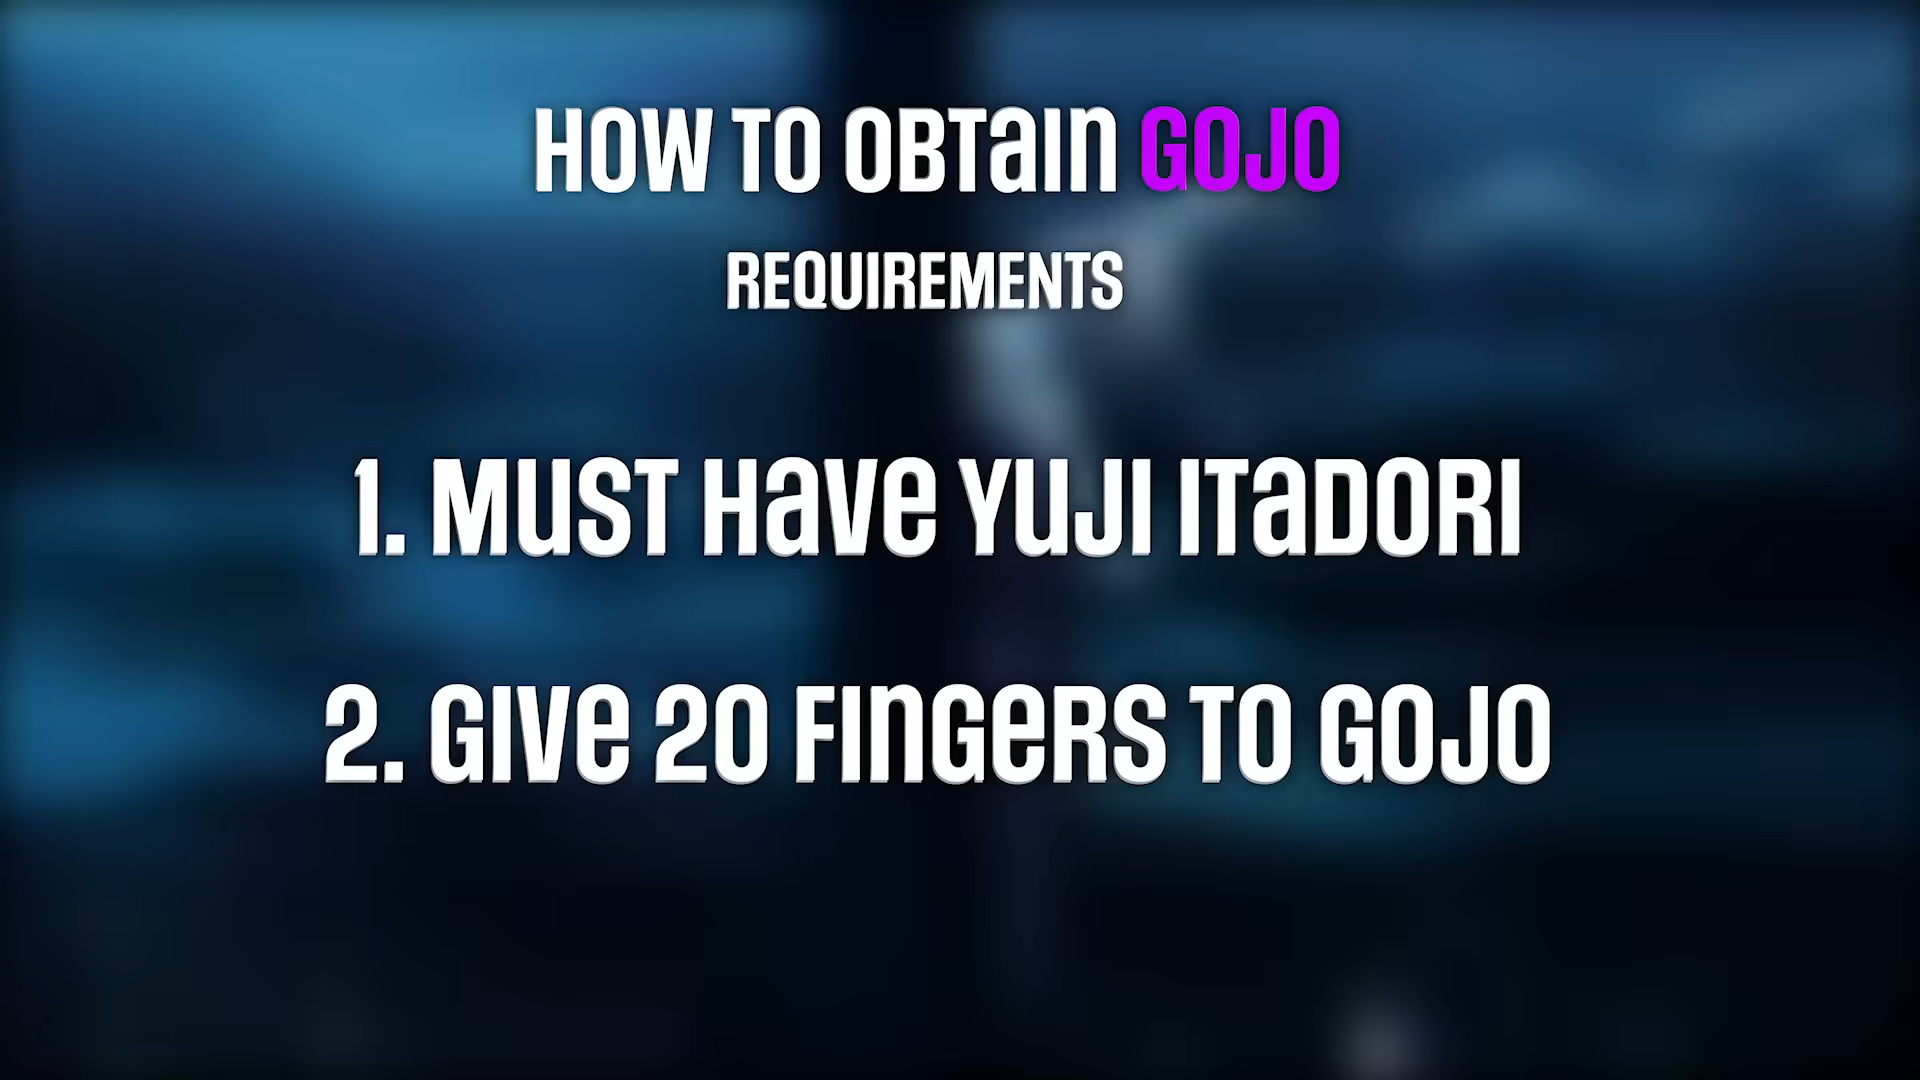 HOW TO OBTaIn GOJO
REQUIREMENTS
1. MuST HaVe YuJI ITaDORI
2. GIVe 20 FInGeRS TO GOJO